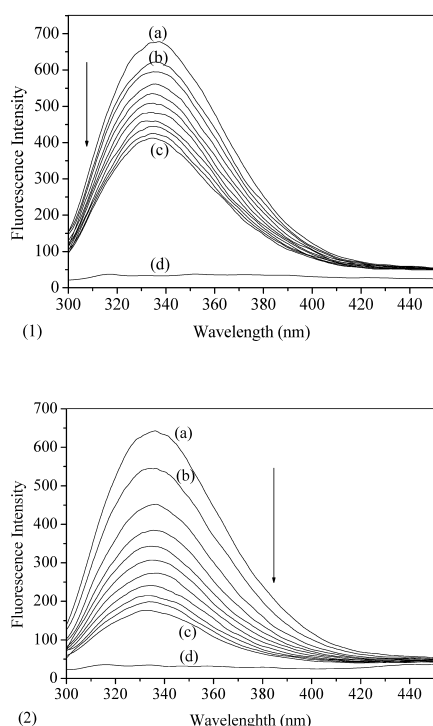 700
600
500
400
300
200
100
0
Fluorescence Intensity
(a)
(b)
(c)
(d)
300 320 340 360 380 400 420 440
Wavelength (nm)
(1)
700
600
500
400
300
200
100
0
Fluorescence Intensity
(a)
(b)
(c)
(d)
300 320 340 360 380 400 420 440
Wavelenghth (nm)
(2)